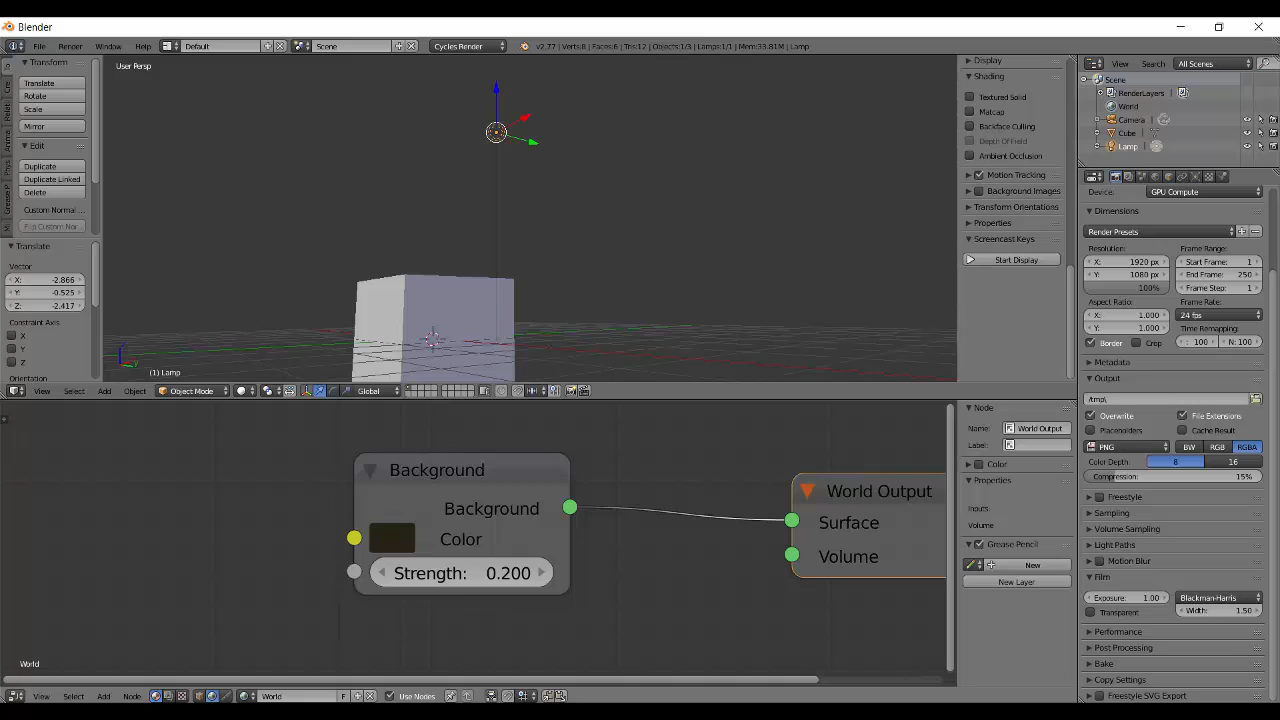 Blender
File Render Window Help Default Scene Cycles Render v2.77 | Verts:8 | Faces:6 | Tris:12 | Objects:1/3 | Lamps:1/1 | Mem:33.81M | Lamp
View Search All Scenes
Scene
RenderLayers
World
Camera
Cube
Lamp
Transform
Translate
Rotate
Scale
Mirror
Edit
Duplicate
Duplicate Linked
Delete
Custom Normal ...
Flip Custom Nor
Translate
Vector
X: -2.866
Y: -0.525
Z: -2.417
Constraint Axis
X
Y
Z
Orientation
User Persp
(1) Lamp
Display
Shading
Textured Solid
Matcap
Backface Culling
Depth Of Field
Ambient Occlusion
Motion Tracking
Background Images
Transform Orientations
Properties
Screencast Keys
Start Display
View Select Add Object Object Mode Global
Device: GPU Compute
Dimensions
Render Presets
Resolution: Frame Range:
X: 1920 px Start Frame: 1
Y: 1080 px End Frame: 250
100% Frame Step: 1
Aspect Ratio: Frame Rate:
X: 1.000 24 fps
Y: 1.000 Time Remapping:
Border Crop : 100 N: 100
Metadata
Output
/tmp\
Overwrite File Extensions
Placeholders Cache Result
PNG BW RGB RGBA
Color Depth: 8 16
Compression: 15%
Freestyle
Sampling
Volume Sampling
Light Paths
Motion Blur
Film
Exposure: 1.00 Blackman-Harris
Transparent Width: 1.50
Performance
Post Processing
Bake
Copy Settings
Freestyle SVG Export
Background
Background
Color
Strength: 0.200
World Output
Surface
Volume
World
Node
Name: World Output
Label:
Color
Properties
Inputs:
Volume
Grease Pencil
New
New Layer
View Select Add Node World F Use Nodes